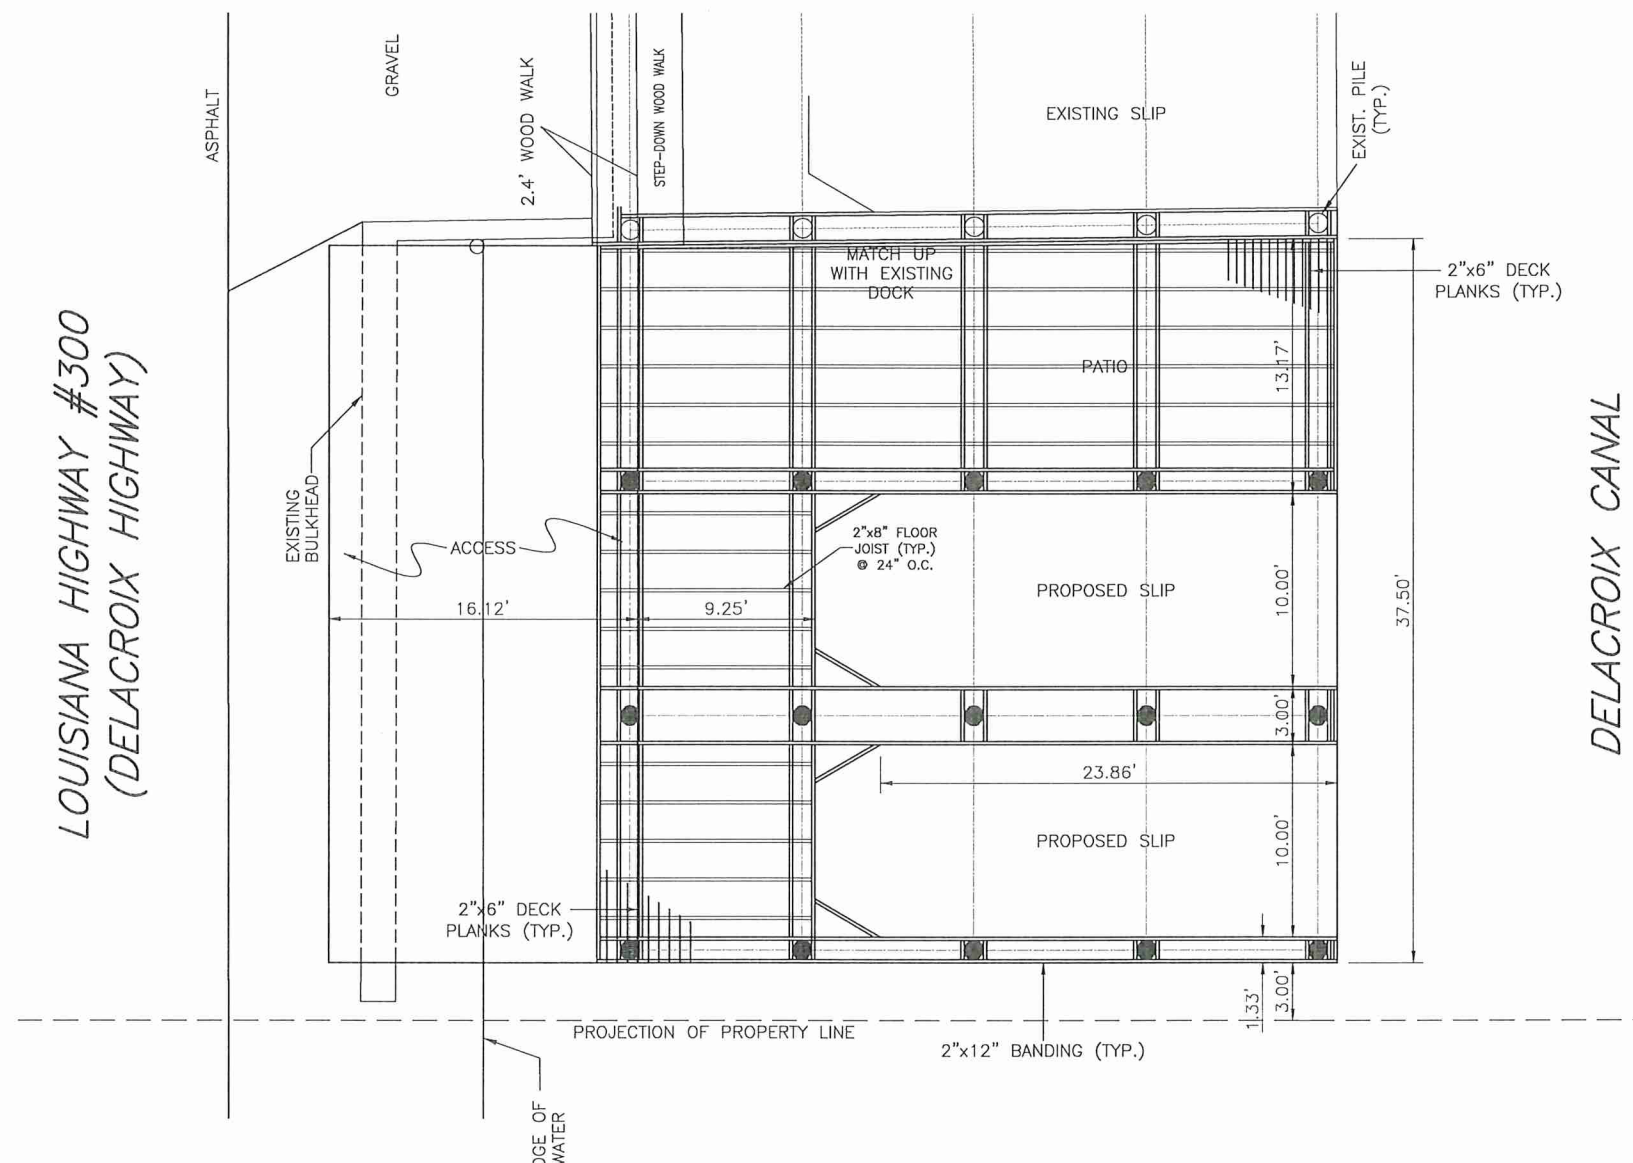 LOUISIANA HIGHWAY #300
(DELACROIX HIGHWAY)
ASPHALT
GRAVEL
2.4' WOOD WALK
STEP-DOWN WOOD WALK
EXISTING SLIP
EXIST. PILE
(TYP.)
MATCH UP
WITH EXISTING
DOCK
2"x6" DECK
PLANKS (TYP.)
PATIO
13.17'
EXISTING
BULKHEAD
ACCESS
2"x8" FLOOR
JOIST (TYP.)
@ 24" O.C.
PROPOSED SLIP
10.00'
37.50'
16.12'
9.25'
3.00'
23.86'
PROPOSED SLIP
10.00'
2"x6" DECK
PLANKS (TYP.)
1.33'
3.00'
PROJECTION OF PROPERTY LINE
2"x12" BANDING (TYP.)
DGE OF
WATER
DELACROIX CANAL